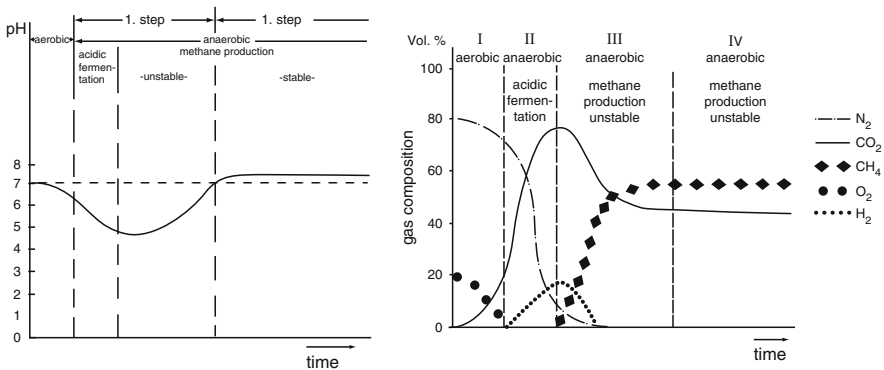 pH
1. step
1. step
aerobic
anaerobic
methane production
acidic
fermen-
tation
-unstable-
-stable-
8
7
6
5
4
3
2
1
0
time
Vol. %
I
II
III
IV
aerobic
anaerobic
anaerobic
anaerobic
acidic
fermen-
tation
methane
production
unstable
methane
production
unstable
100
80
60
40
20
0
gas composition
time
N₂
CO₂
CH₄
O₂
H₂